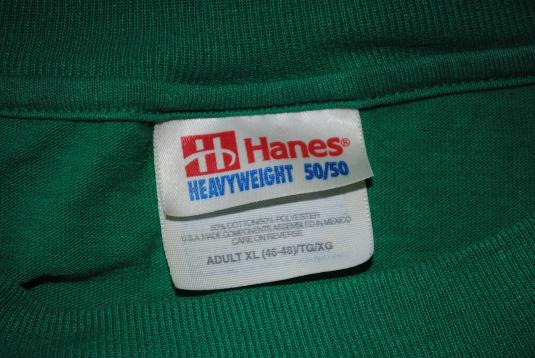 H Hanes®
HEAVYWEIGHT 50/50
50% COTTON/50% POLYESTER
U.S.A. MADE COMPONENTS ASSEMBLED IN MEXICO
CARE ON REVERSE
ADULT XL (46-48)/TG/XG